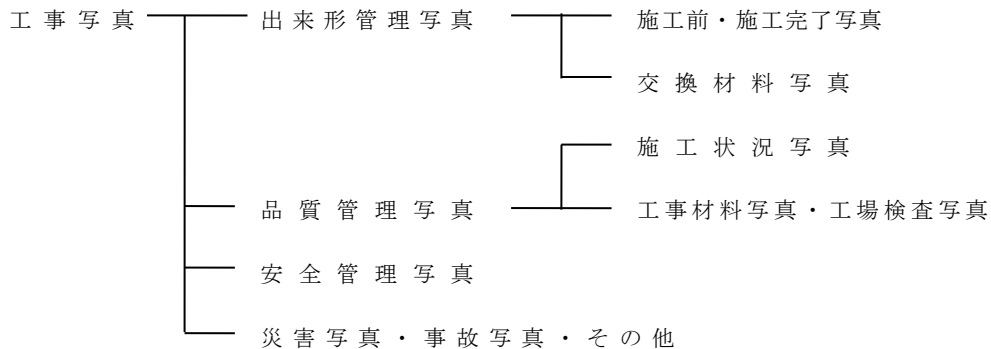 工事写真 出来形管理写真 施工前・施工完了写真
交換材料写真
施工状況写真
品質管理写真 工事材料写真・工場検査写真
安全管理写真
災害写真・事故写真・その他